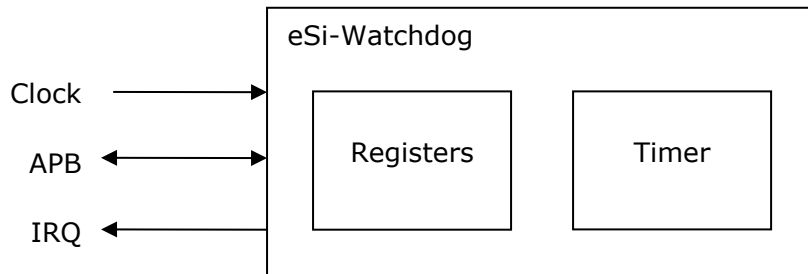 eSi-Watchdog
Clock
APB
IRQ
Registers
Timer